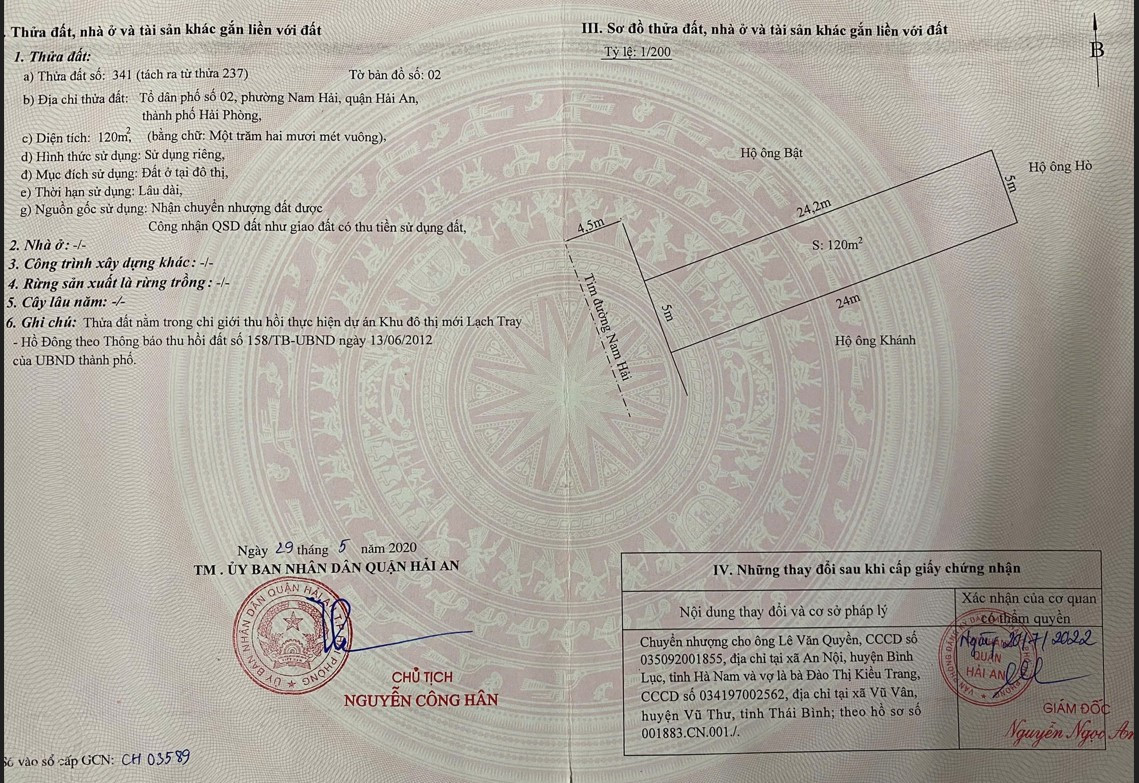 . Thửa đất, nhà ở và tài sản khác gắn liền với đất
1. Thửa đất:
a) Thửa đất số: 341 (tách ra từ thửa 237) Tờ bản đồ số: 02
b) Địa chỉ thửa đất: Tổ dân phố số 02, phường Nam Hải, quận Hải An,
thành phố Hải Phòng,
c) Diện tích: 120m², (bằng chữ: Một trăm hai mươi mét vuông),
d) Hình thức sử dụng: Sử dụng riêng,
đ) Mục đích sử dụng: Đất ở tại đô thị,
e) Thời hạn sử dụng: Lâu dài,
g) Nguồn gốc sử dụng: Nhận chuyển nhượng đất được
Công nhận QSD đất như giao đất có thu tiền sử dụng đất,
2. Nhà ở: -/-
3. Công trình xây dựng khác: -/-
4. Rừng sản xuất là rừng trồng: -/-
5. Cây lâu năm: -/-
6. Ghi chú: Thửa đất nằm trong chỉ giới thu hồi thực hiện dự án Khu đô thị mới Lạch Tray
- Hồ Đông theo Thông báo thu hồi đất số 158/TB-UBND ngày 13/06/2012
của UBND thành phố.
Ngày 29 tháng 5 năm 2020
TM . ỦY BAN NHÂN DÂN QUẬN HẢI AN
ỦY BAN NHÂN DÂN QUẬN HẢI AN
CHỦ TỊCH
NGUYỄN CÔNG HÂN
Số vào sổ cấp GCN: CH 03589
III. Sơ đồ thửa đất, nhà ở và tài sản khác gắn liền với đất
Tỷ lệ: 1/200
B
Hộ ông Bật
Hộ ông Hò
5m
24,2m
4,5m
S: 120m²
Tim đường Nam Hải
5m
24m
Hộ ông Khánh
IV. Những thay đổi sau khi cấp giấy chứng nhận
Nội dung thay đổi và cơ sở pháp lý
Xác nhận của cơ quan
có thẩm quyền
Chuyển nhượng cho ông Lê Văn Quyền, CCCD số
035092001855, địa chỉ tại xã An Nội, huyện Bình
Lục, tỉnh Hà Nam và vợ là bà Đào Thị Kiều Trang,
CCCD số 034197002562, địa chỉ tại xã Vũ Vân,
huyện Vũ Thư, tỉnh Thái Bình; theo hồ sơ số
001883.CN.001./.
Ngày 20/7/2022
QUẬN
HẢI AN
GIÁM ĐỐC
Nguyễn Ngọc An